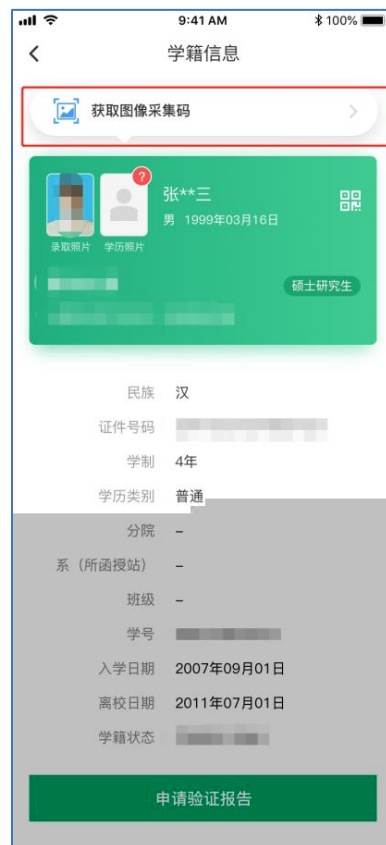 9:41 AM 100%
学籍信息
获取图像采集码
?
张**三
男 1999年03月16日
录取照片 学历照片
硕士研究生
民族 汉
证件号码
学制 4年
学历类别 普通
分院 –
系（所函授站） –
班级 –
学号
入学日期 2007年09月01日
离校日期 2011年07月01日
学籍状态
申请验证报告